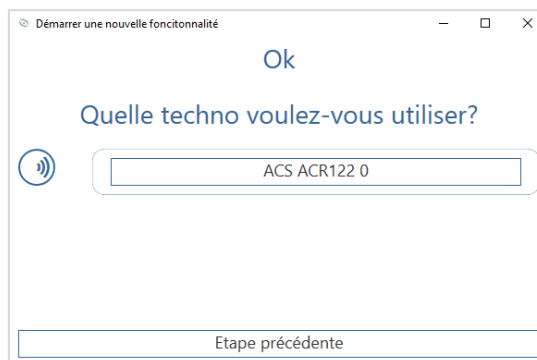 Démarrer une nouvelle foncitonnalité
Ok
Quelle techno voulez-vous utiliser?
ACS ACR122 0
Etape précédente